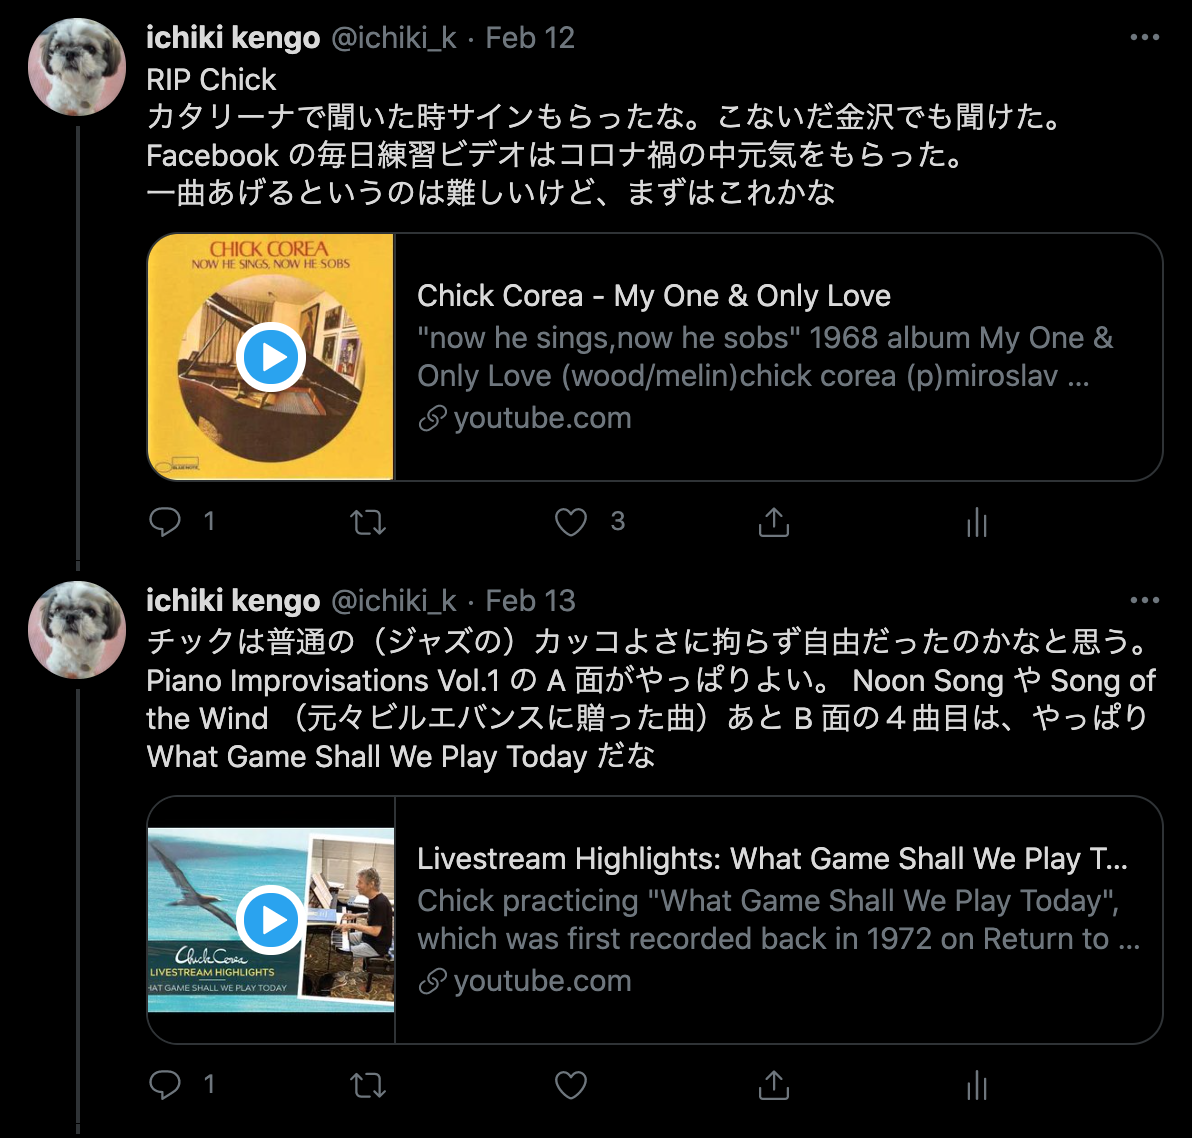 ichiki kengo @ichiki_k · Feb 12
RIP Chick
カタリーナで聞いた時サインもらったな。こないだ金沢でも聞けた。
Facebook の毎日練習ビデオはコロナ禍の中元気をもらった。
一曲あげるというのは難しいけど、まずはこれかな
CHICK COREA
NOW HE SINGS, NOW HE SOBS
BLUE NOTE
Chick Corea - My One & Only Love
"now he sings,now he sobs" 1968 album My One &
Only Love (wood/melin)chick corea (p)miroslav ...
youtube.com
1
3
ichiki kengo @ichiki_k · Feb 13
チックは普通の（ジャズの）カッコよさに拘らず自由だったのかなと思う。
Piano Improvisations Vol.1 の A 面がやっぱりよい。 Noon Song や Song of
the Wind （元々ビルエバンスに贈った曲）あと B 面の４曲目は、やっぱり
What Game Shall We Play Today だな
Chick Corea
LIVESTREAM HIGHLIGHTS
HAT GAME SHALL WE PLAY TODAY
Livestream Highlights: What Game Shall We Play T...
Chick practicing "What Game Shall We Play Today",
which was first recorded back in 1972 on Return to ...
youtube.com
1